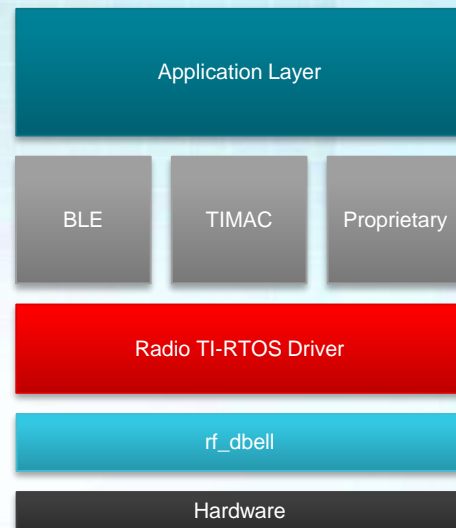 Application Layer
BLE
TIMAC
Proprietary
Radio TI-RTOS Driver
rf_dbell
Hardware